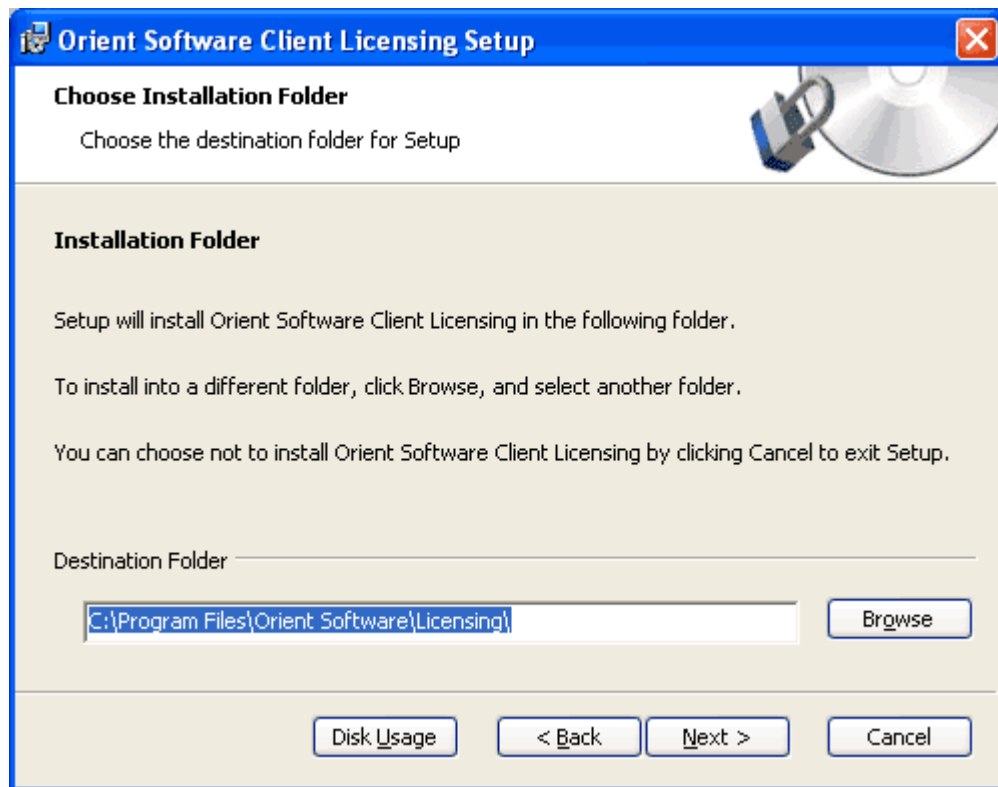 Orient Software Client Licensing Setup
Choose Installation Folder
Choose the destination folder for Setup
Installation Folder
Setup will install Orient Software Client Licensing in the following folder.
To install into a different folder, click Browse, and select another folder.
You can choose not to install Orient Software Client Licensing by clicking Cancel to exit Setup.
Destination Folder
C:\Program Files\Orient Software\Licensing\
Browse
Disk Usage
< Back
Next >
Cancel